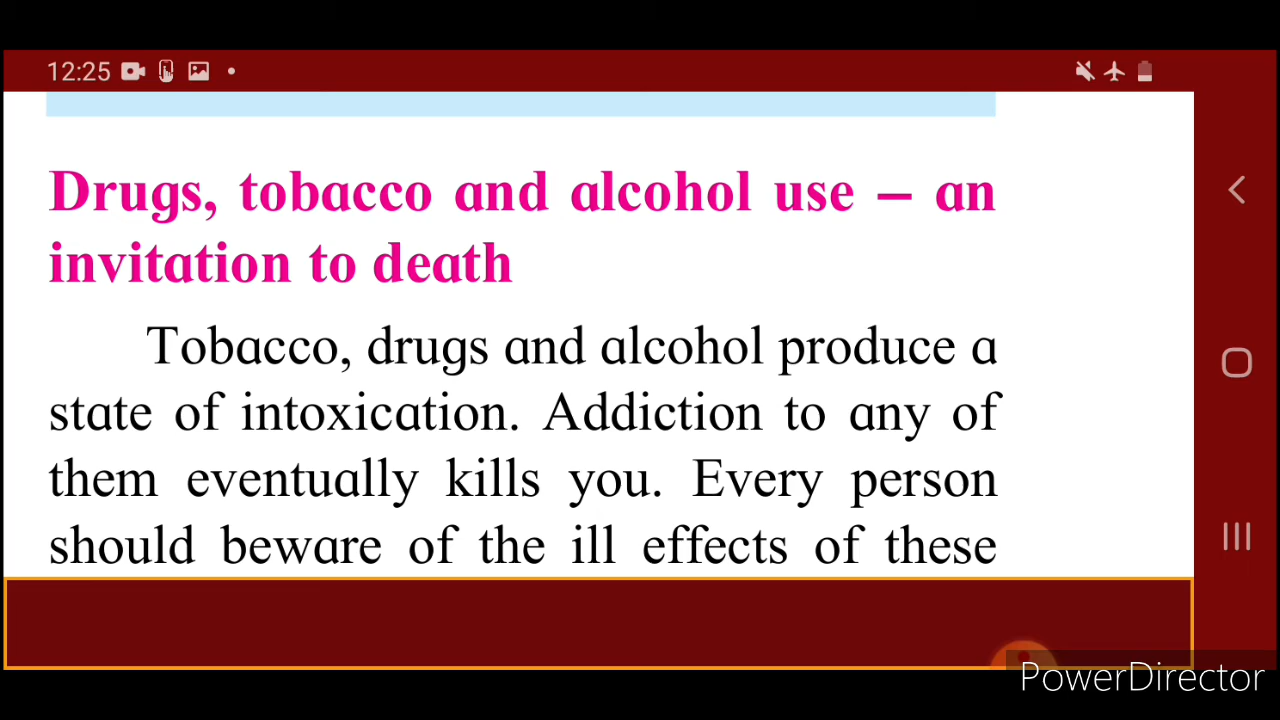 12:25
Drugs, tobacco and alcohol use – an
invitation to death
Tobacco, drugs and alcohol produce a
state of intoxication. Addiction to any of
them eventually kills you. Every person
should beware of the ill effects of these
PowerDirector